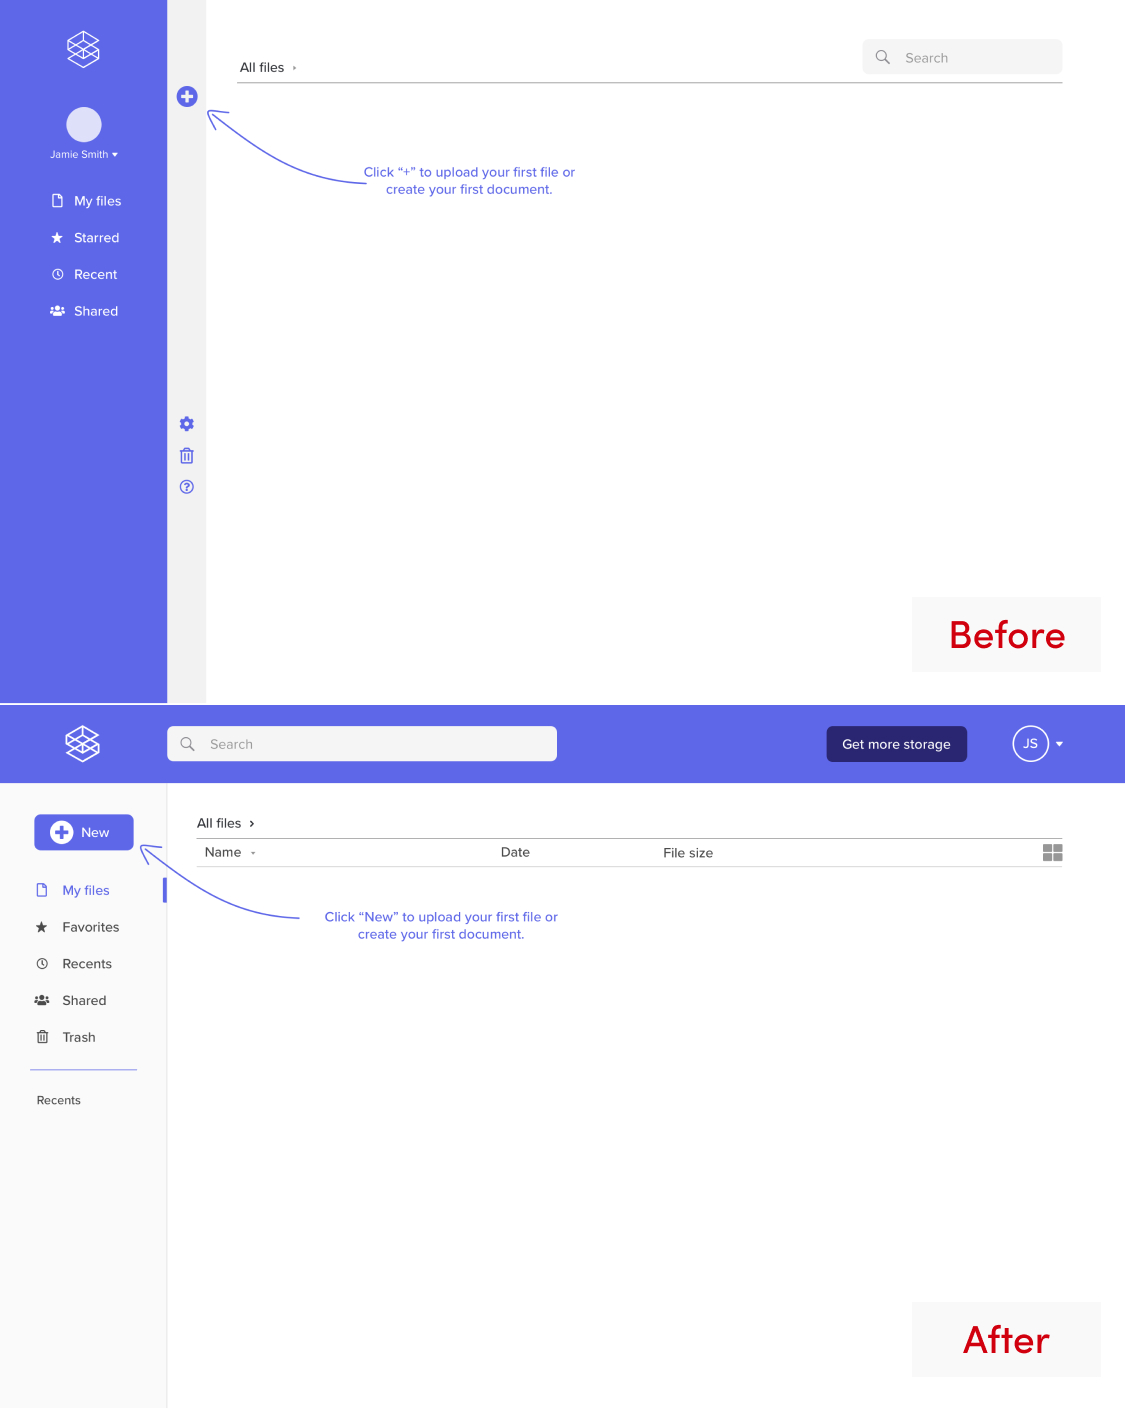 All files
Search
Jamie Smith
Click “+” to upload your first file or
create your first document.
My files
Starred
Recent
Shared
Before
Search
Get more storage
JS
New
All files
Name
Date
File size
My files
Click “New” to upload your first file or
create your first document.
Favorites
Recents
Shared
Trash
Recents
After